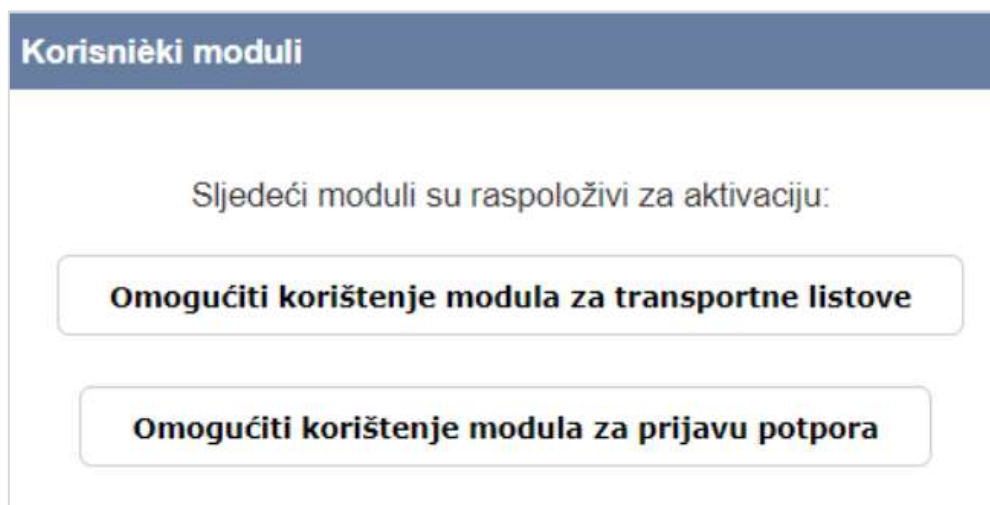 Korisnièki moduli
Sljedeći moduli su raspoloživi za aktivaciju:
Omogućiti korištenje modula za transportne listove
Omogućiti korištenje modula za prijavu potpora